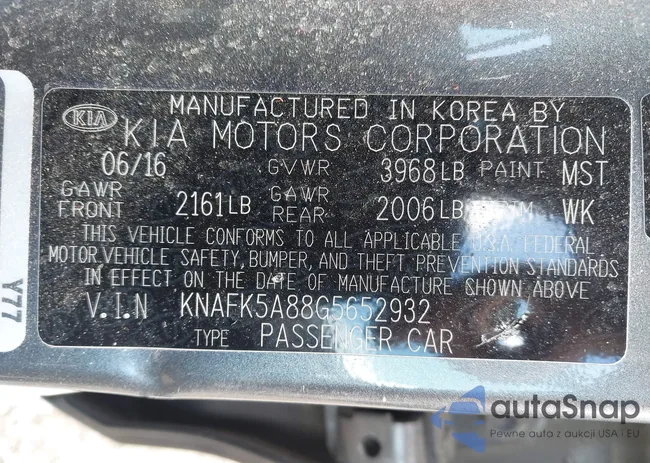 MANUFACTURED IN KOREA BY
KIA KIA MOTORS CORPORATION
06/16 GVWR 3968LB PAINT MST
GAWR FRONT 2161LB GAWR REAR 2006LB WK
THIS VEHICLE CONFORMS TO ALL APPLICABLE U.S.A. FEDERAL
MOTOR VEHICLE SAFETY, BUMPER, AND THEFT PREVENTION STANDARDS
IN EFFECT ON THE DATE OF MANUFACTURE SHOWN ABOVE
V.I.N KNAFK5A88G5652932
TYPE PASSENGER CAR
Y77
autaSnap
Pewne auta z aukcji USA i EU